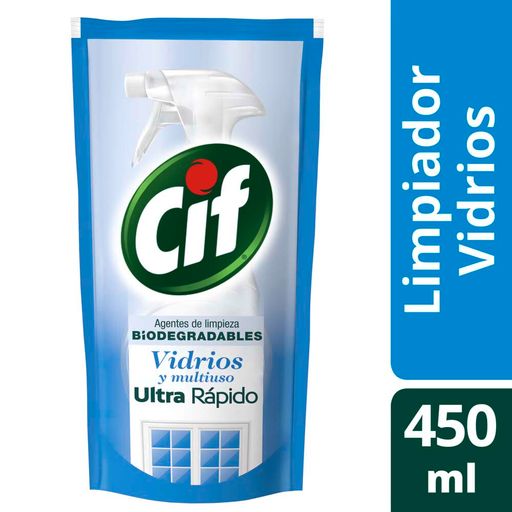 Cif
Agentes de limpieza
BIODEGRADABLES
Vidrios
y multiuso
Ultra Rápido
Limpiador
Vidrios
450
ml